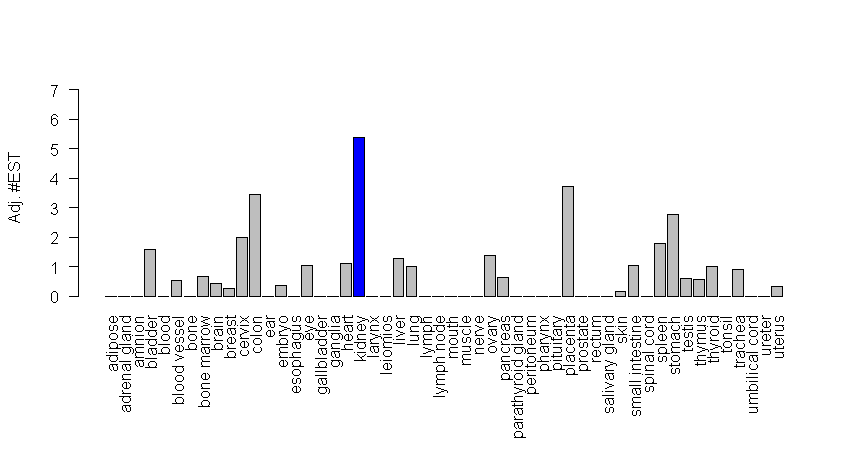 Adj. #EST
7
6
5
4
3
2
1
0
adipose
adrenal gland
amnion
bladder
blood
blood vessel
bone
bone marrow
brain
breast
cervix
colon
ear
embryo
esophagus
eye
gallbladder
ganglia
heart
kidney
larynx
leiomios
liver
lung
lymph
lymph node
mouth
muscle
nerve
ovary
pancreas
parathyroid gland
peritoneum
pharynx
pituitary
placenta
prostate
rectum
salivary gland
skin
small intestine
spinal cord
spleen
stomach
testis
thymus
thyroid
tonsil
trachea
umbilical cord
ureter
uterus